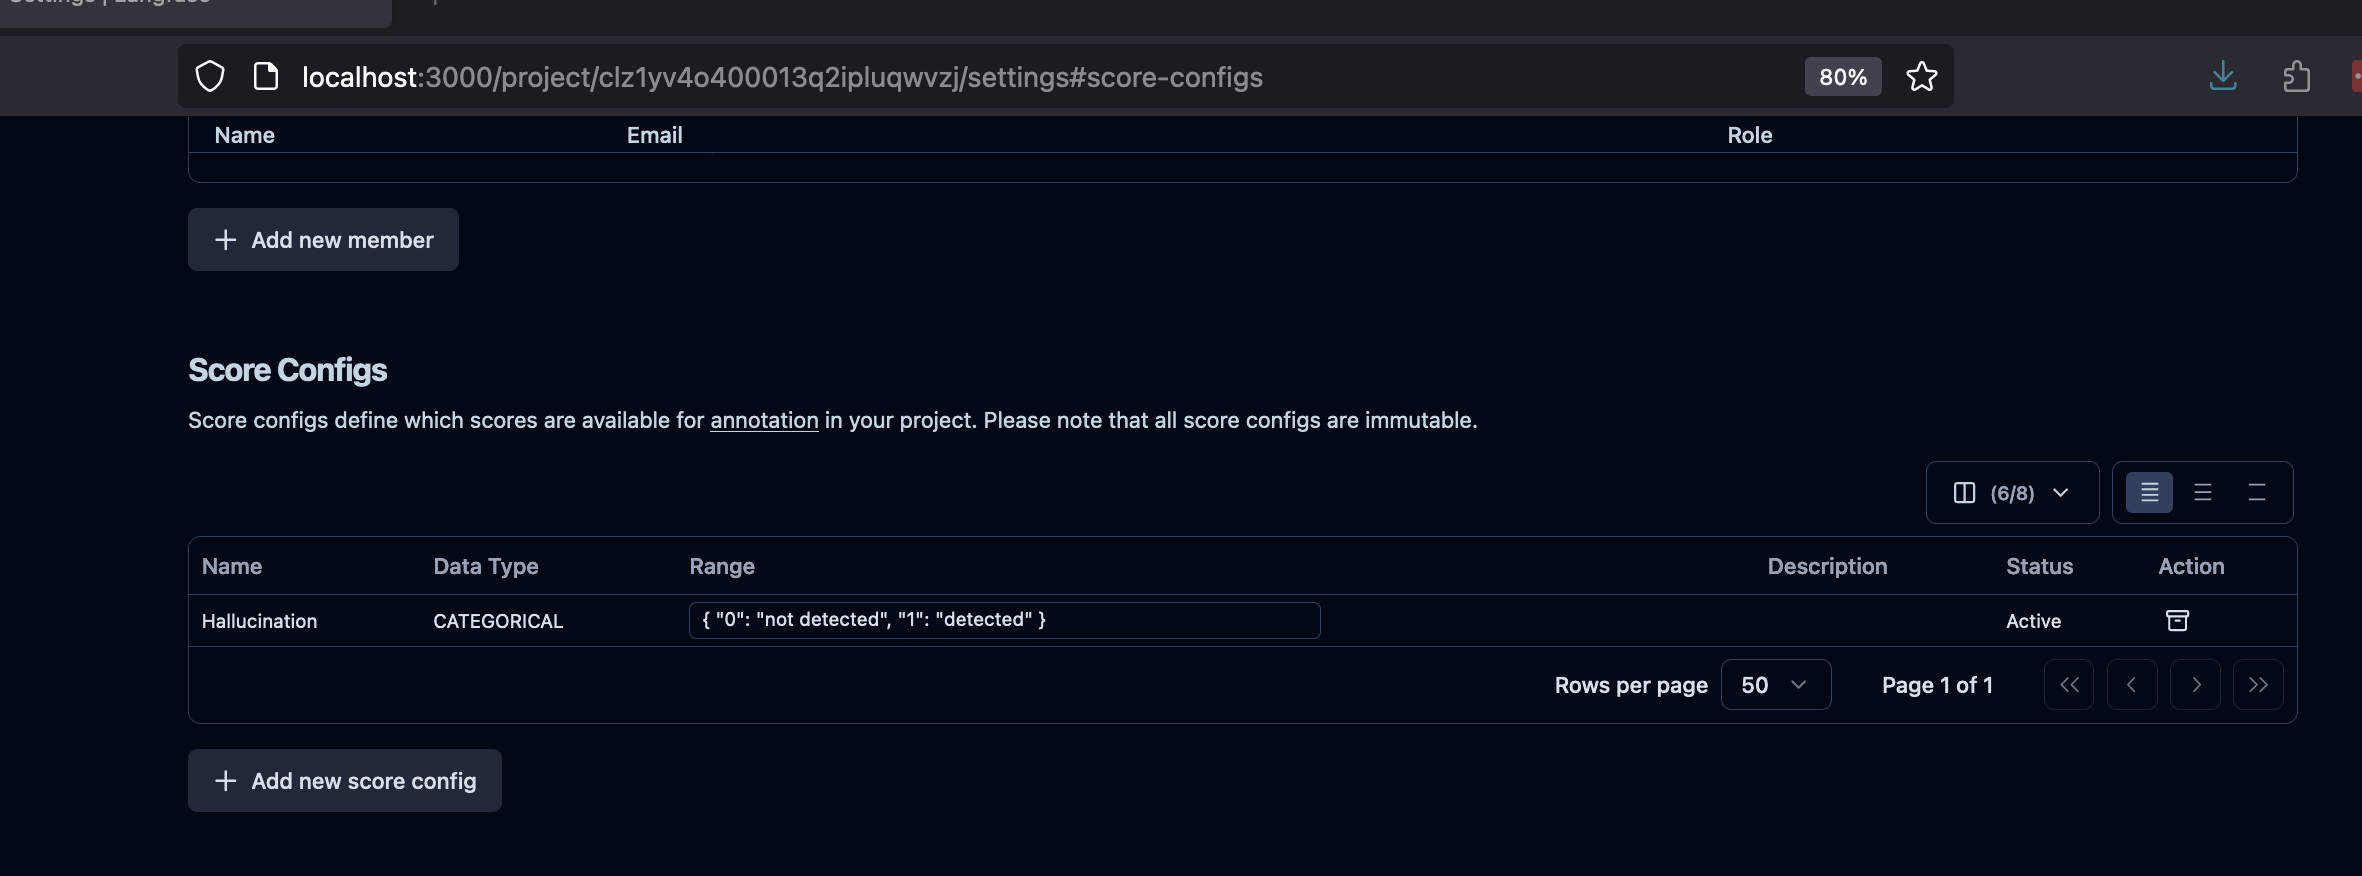 localhost:3000/project/clz1yv4o400013q2ipluqwvzj/settings#score-configs 80%
Name Email Role
Add new member
Score Configs
Score configs define which scores are available for annotation in your project. Please note that all score configs are immutable.
(6/8)
Name Data Type Range Description Status Action
Hallucination CATEGORICAL { "0": "not detected", "1": "detected" } Active
Rows per page 50 Page 1 of 1
Add new score config